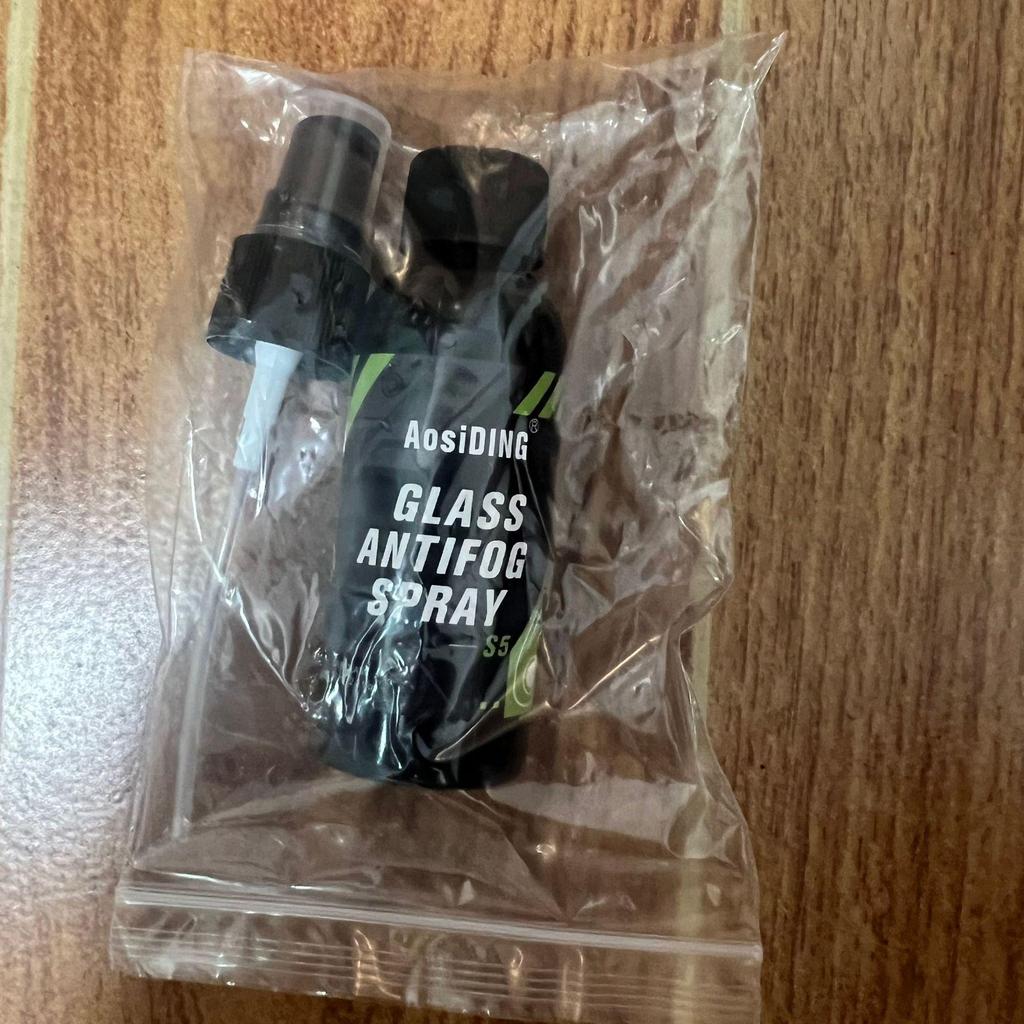 AosiDING®
GLASS
ANTIFOG
SPRAY
S5